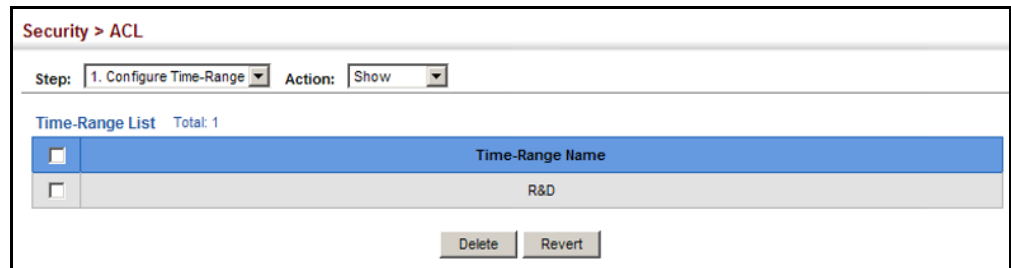 Security > ACL
Step: 1. Configure Time-Range Action: Show
Time-Range List Total: 1
Time-Range Name
R&D
Delete Revert